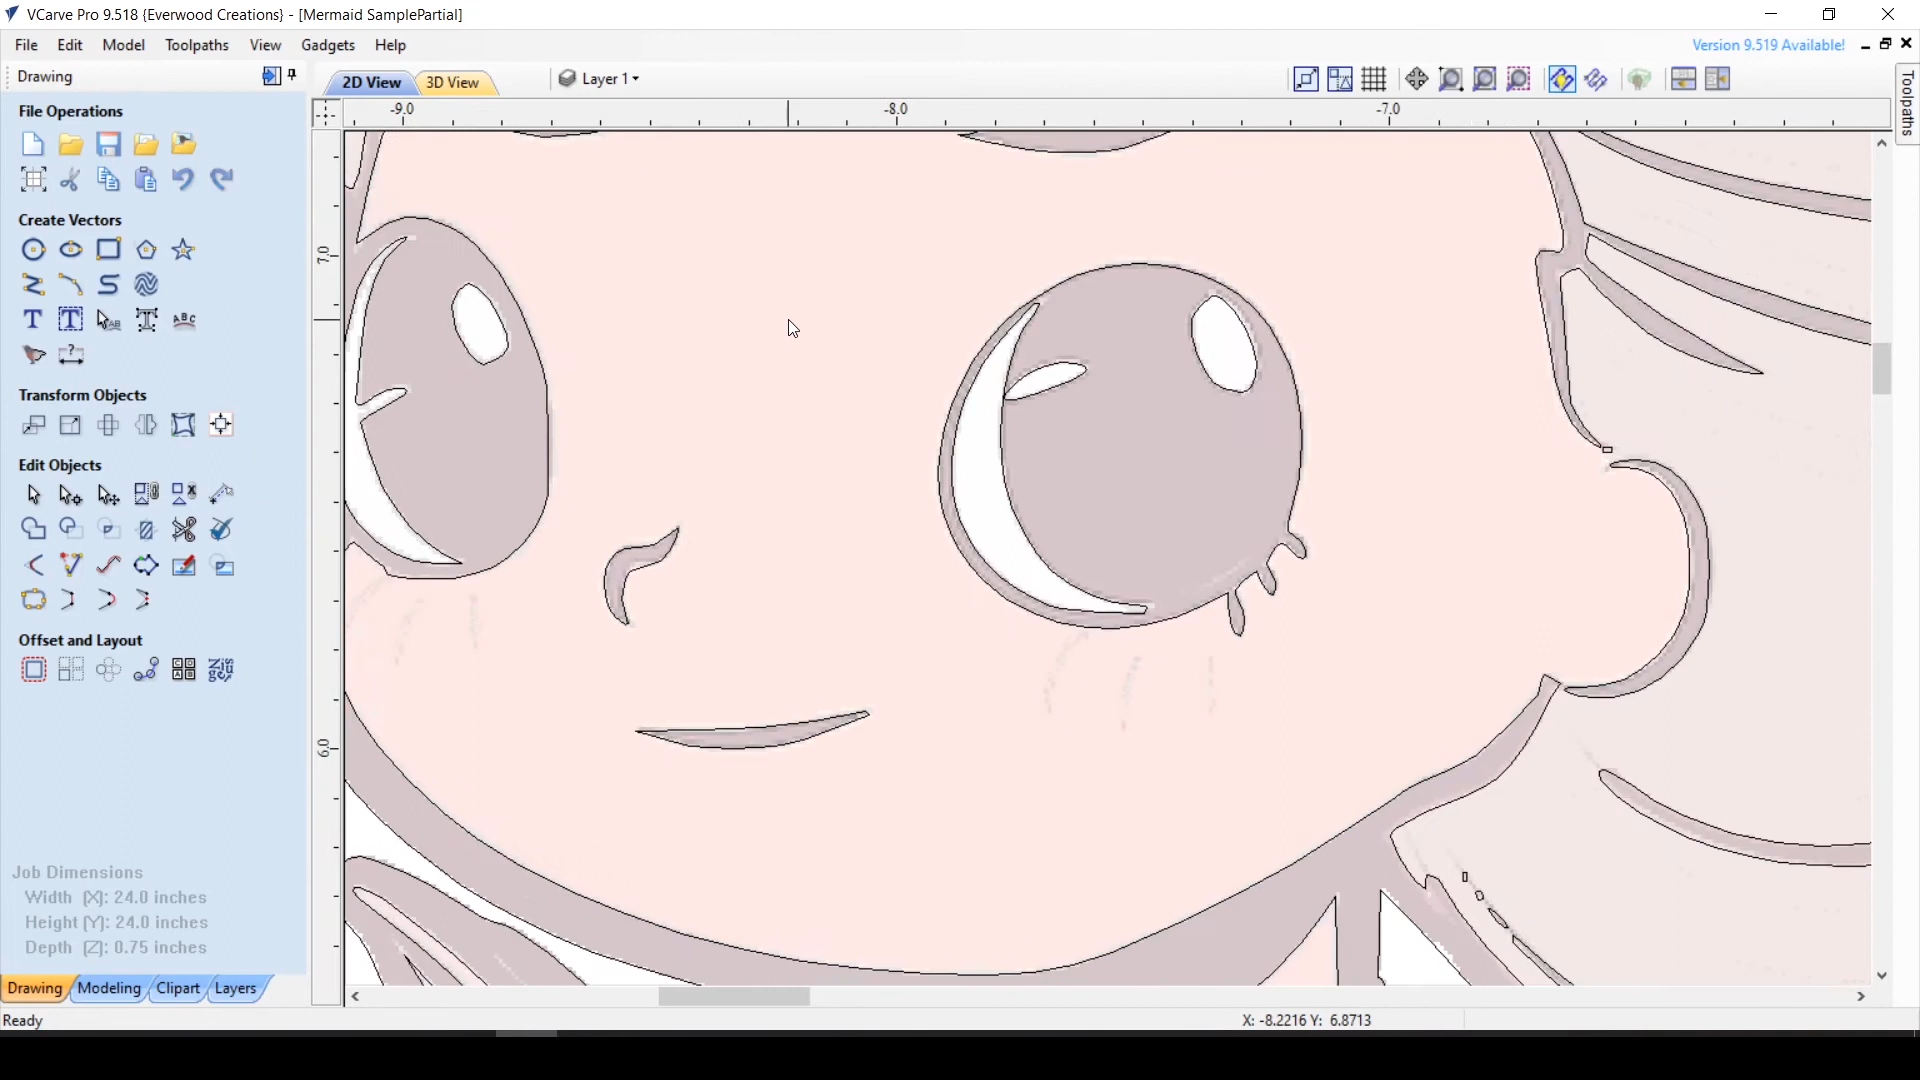 VCarve Pro 9.518 {Everwood Creations} - [Mermaid SamplePartial]
File Edit Model Toolpaths View Gadgets Help
Version 9.519 Available!
Drawing
2D View 3D View
Layer 1
Toolpaths
-9.0 -8.0 -7.0
File Operations
Create Vectors
7.0
Transform Objects
Edit Objects
Offset and Layout
6.0
Job Dimensions
Width (X): 24.0 inches
Height (Y): 24.0 inches
Depth (Z): 0.75 inches
Drawing Modeling Clipart Layers
Ready
X: -8.2216 Y: 6.8713